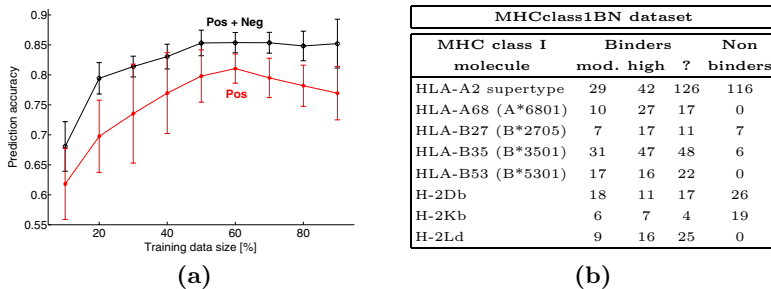 Pos + Neg
Pos
Prediction accuracy
0.9
0.85
0.8
0.75
0.7
0.65
0.6
0.55
20 40 60 80
Training data size [%]
(a)
MHCclass1BN dataset
MHC class I Binders Non
molecule mod. high ? binders
HLA-A2 supertype 29 42 126 116
HLA-A68 (A*6801) 10 27 17 0
HLA-B27 (B*2705) 7 17 11 7
HLA-B35 (B*3501) 31 47 48 6
HLA-B53 (B*5301) 17 16 22 0
H-2Db 18 11 17 26
H-2Kb 6 7 4 19
H-2Ld 9 16 25 0
(b)